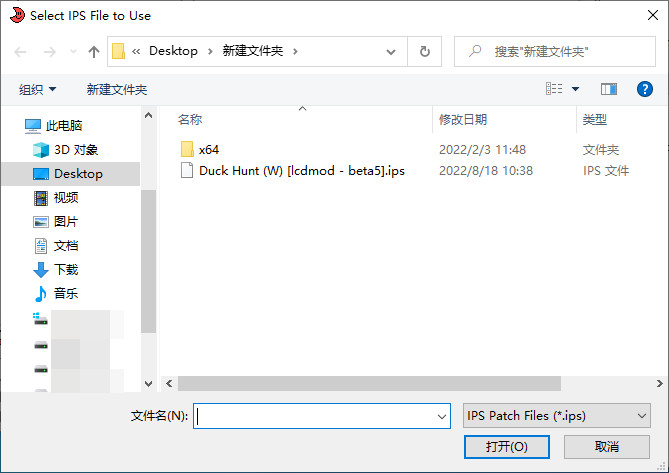 Select IPS File to Use
« Desktop › 新建文件夹 ›
搜索"新建文件夹"
组织 新建文件夹
名称 修改日期 类型
此电脑
3D 对象
Desktop
视频
图片
文档
下载
音乐
x64 2022/2/3 11:48 文件夹
Duck Hunt (W) [lcdmod - beta5].ips 2022/8/18 10:38 IPS 文件
文件名(N):
IPS Patch Files (*.ips)
打开(O) 取消